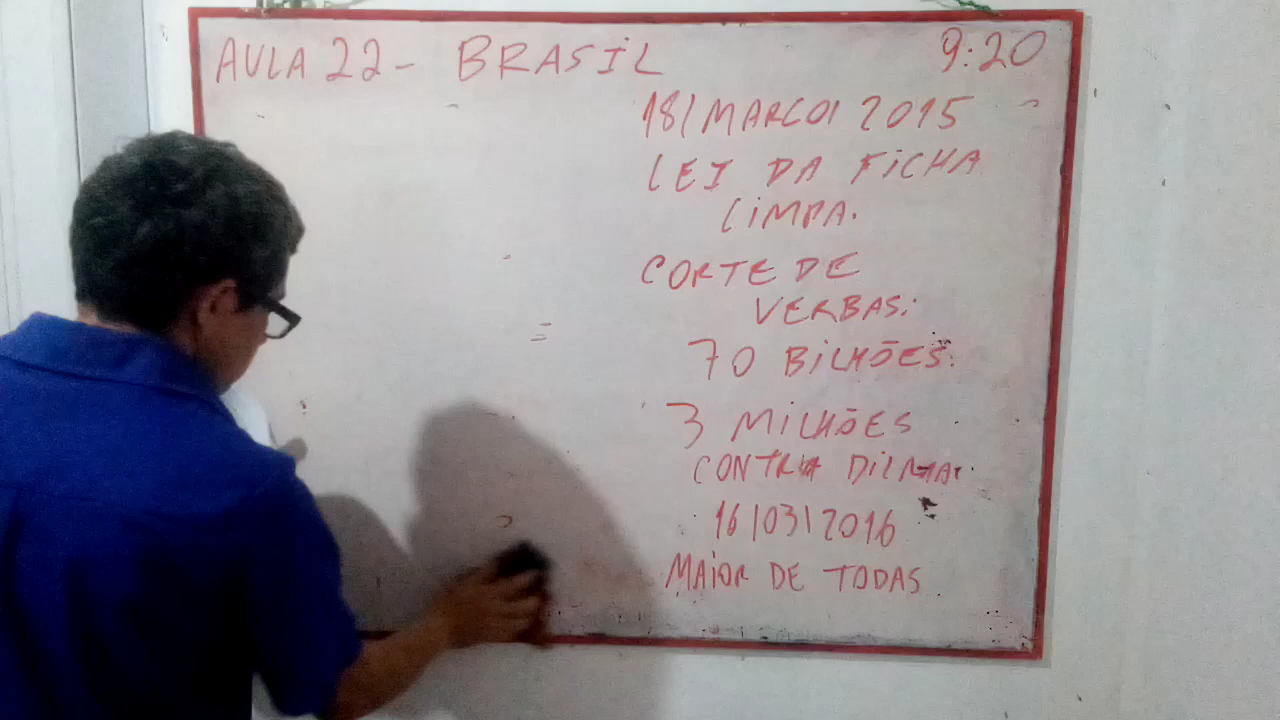 AULA 22 - BRASIL
9:20
18/MARCO/2015
LEI DA FICHA
LIMPA.
CORTE DE
VERBAS:
70 BILHÕES.
3 MILHÕES
CONTRA DILMA.
16/03/2016
MAIOR DE TODAS